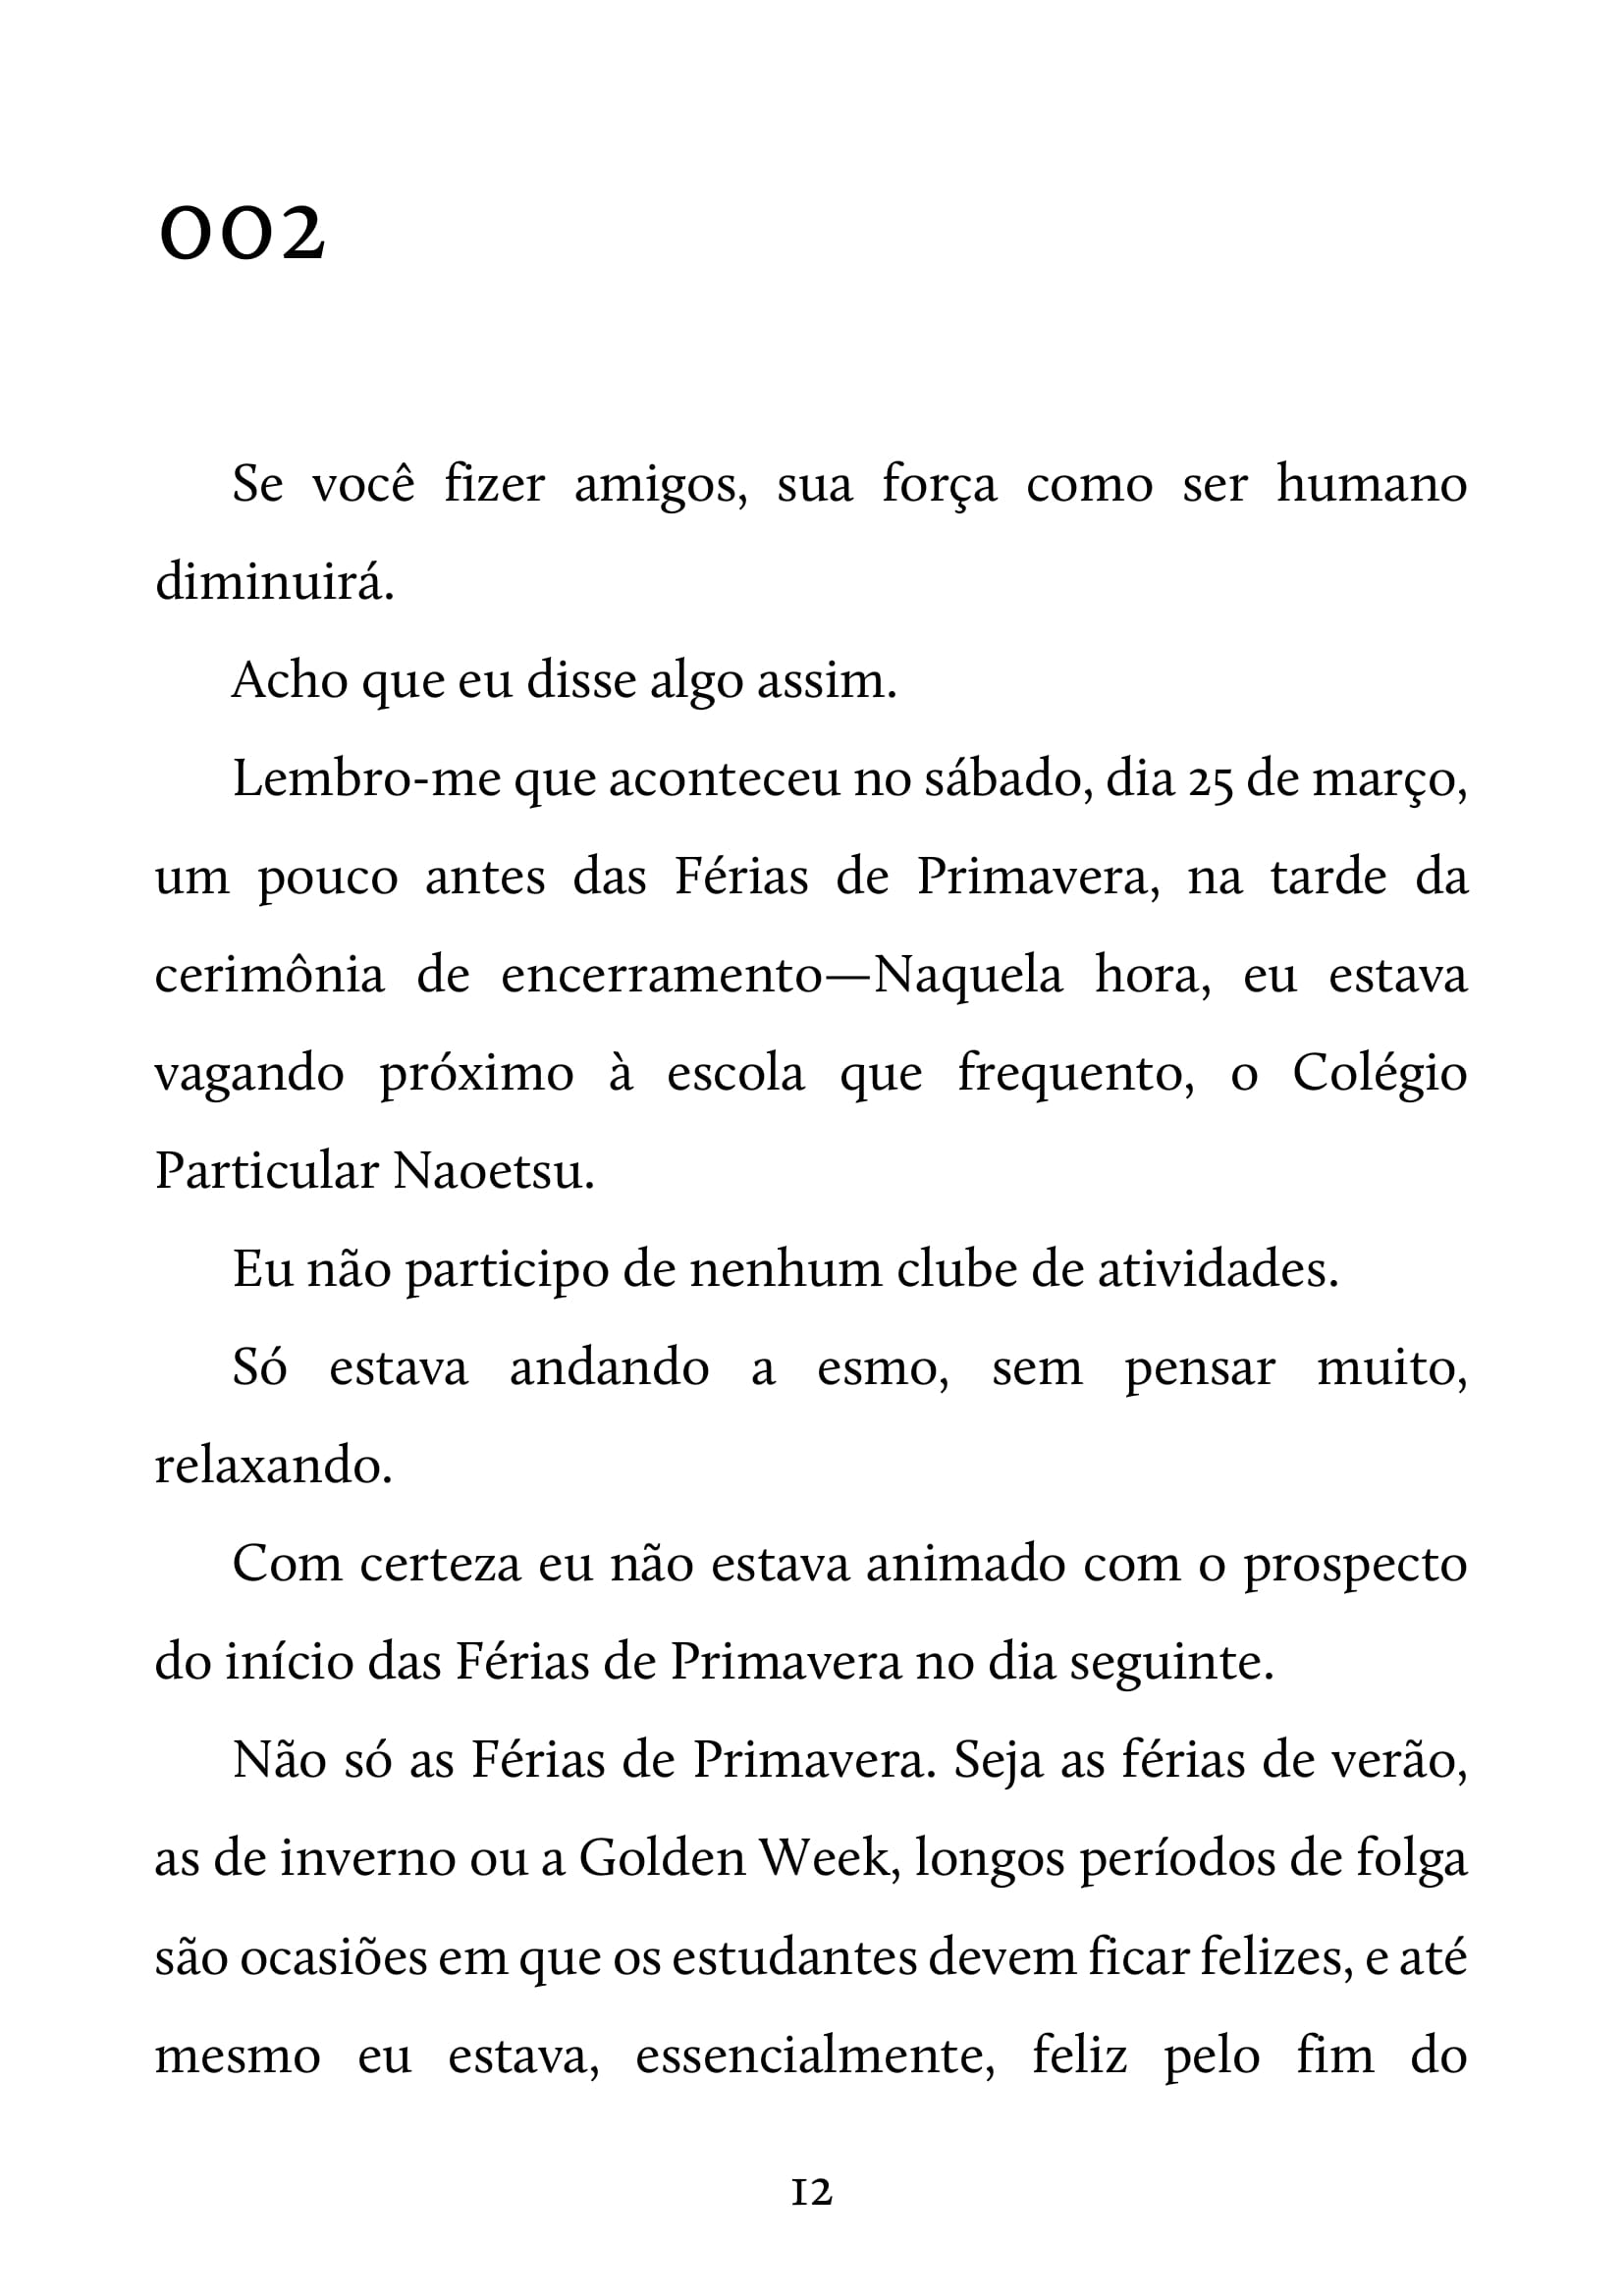 002
Se você fizer amigos, sua força como ser humano
diminuirá.
Acho que eu disse algo assim.
Lembro-me que aconteceu no sábado, dia 25 de março,
um pouco antes das Férias de Primavera, na tarde da
cerimônia de encerramento—Naquela hora, eu estava
vagando próximo à escola que frequento, o Colégio
Particular Naoetsu.
Eu não participo de nenhum clube de atividades.
Só estava andando a esmo, sem pensar muito,
relaxando.
Com certeza eu não estava animado com o prospecto
do início das Férias de Primavera no dia seguinte.
Não só as Férias de Primavera. Seja as férias de verão,
as de inverno ou a Golden Week, longos períodos de folga
são ocasiões em que os estudantes devem ficar felizes, e até
mesmo eu estava, essencialmente, feliz pelo fim do
12